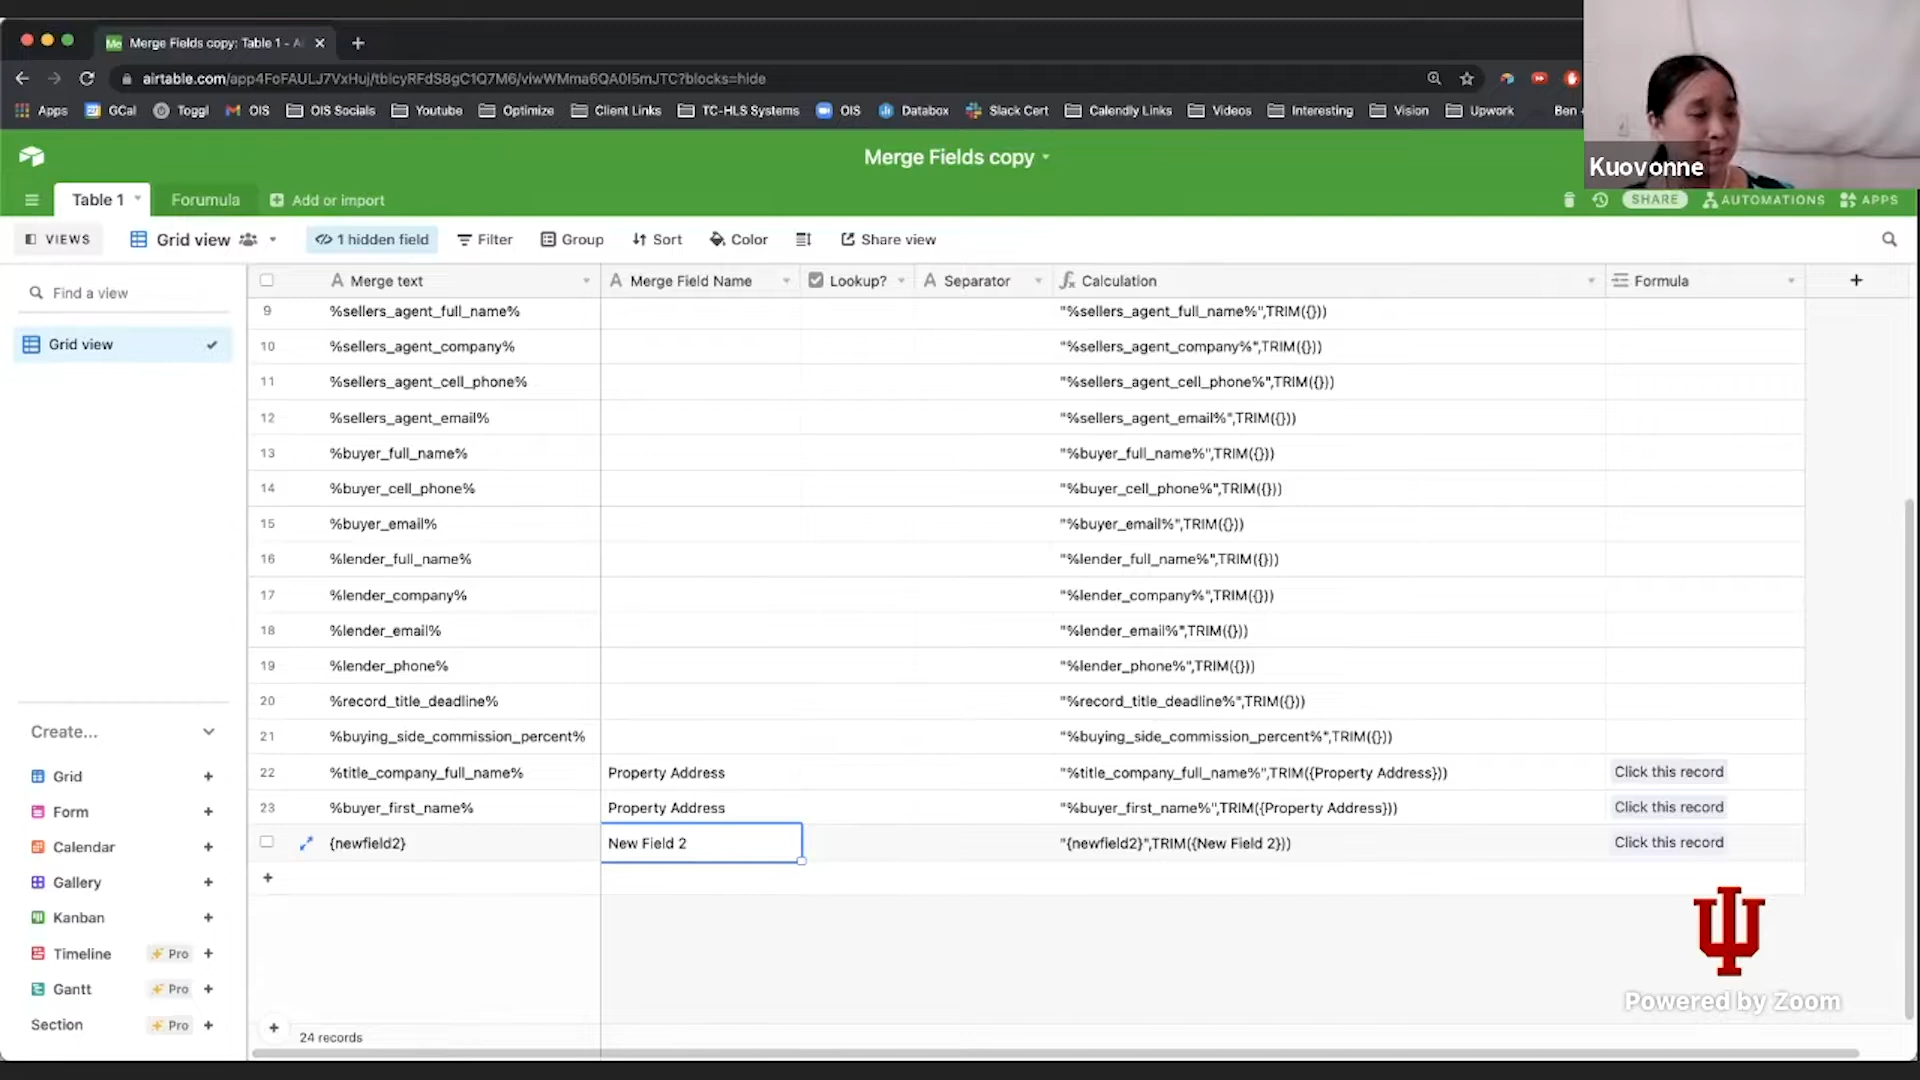 Merge Fields copy: Table 1 - A
airtable.com/app4FoFAULJ7VxHuj/tblcyRFdS8gC1Q7M6/viwWMma6QA0I5mJTC?blocks=hide
Apps GCal Toggl OIS OIS Socials Youtube Optimize Client Links TC-HLS Systems OIS Databox Slack Cert Calendly Links Videos Interesting Vision Upwork Ben
Kuovonne
Merge Fields copy
Table 1 Forumula Add or import SHARE AUTOMATIONS APPS
VIEWS Grid view 1 hidden field Filter Group Sort Color Share view
Find a view
Grid view
Merge text Merge Field Name Lookup? Separator Calculation Formula
9 %sellers_agent_full_name% "%sellers_agent_full_name%",TRIM({}))
10 %sellers_agent_company% "%sellers_agent_company%",TRIM({}))
11 %sellers_agent_cell_phone% "%sellers_agent_cell_phone%",TRIM({}))
12 %sellers_agent_email% "%sellers_agent_email%",TRIM({}))
13 %buyer_full_name% "%buyer_full_name%",TRIM({}))
14 %buyer_cell_phone% "%buyer_cell_phone%",TRIM({}))
15 %buyer_email% "%buyer_email%",TRIM({}))
16 %lender_full_name% "%lender_full_name%",TRIM({}))
17 %lender_company% "%lender_company%",TRIM({}))
18 %lender_email% "%lender_email%",TRIM({}))
19 %lender_phone% "%lender_phone%",TRIM({}))
20 %record_title_deadline% "%record_title_deadline%",TRIM({}))
21 %buying_side_commission_percent% "%buying_side_commission_percent%",TRIM({}))
22 %title_company_full_name% Property Address "%title_company_full_name%",TRIM({Property Address})) Click this record
23 %buyer_first_name% Property Address "%buyer_first_name%",TRIM({Property Address})) Click this record
{newfield2} New Field 2 "{newfield2}",TRIM({New Field 2})) Click this record
24 records
Create...
Grid
Form
Calendar
Gallery
Kanban
Timeline Pro
Gantt Pro
Section Pro
Powered by Zoom